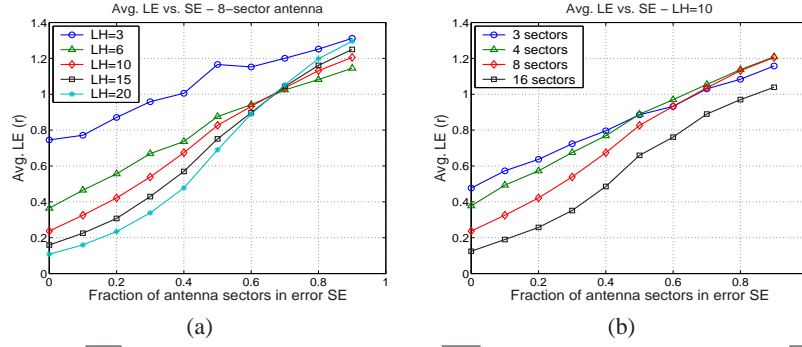 Avg. LE vs. SE − 8−sector antenna
LH=3
LH=6
LH=10
LH=15
LH=20
1.4
1.2
1
0.8
0.6
0.4
0.2
0
Avg. LE (r)
0
0.2
0.4
0.6
0.8
1
Fraction of antenna sectors in error SE
(a)
Avg. LE vs. SE − LH=10
3 sectors
4 sectors
8 sectors
16 sectors
1.4
1.2
1
0.8
0.6
0.4
0.2
0
Avg. LE (r)
0
0.2
0.4
0.6
0.8
Fraction of antenna sectors in error SE
(b)